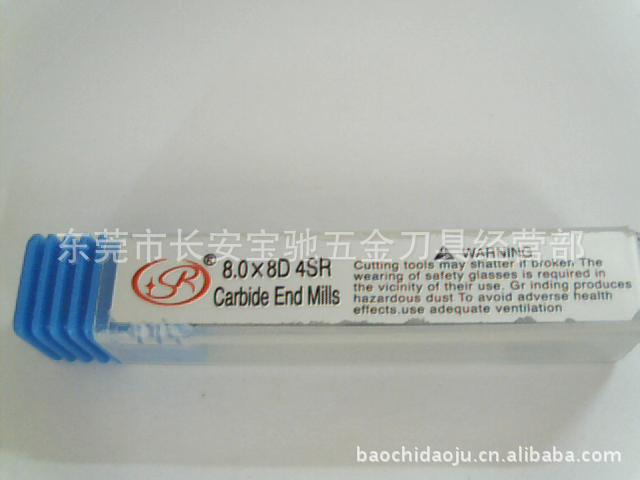 东莞市长安宝驰五金刀具经营部
SR
®
8.0×8D 4SR
Carbide End Mills
WARNING
Cutting tools may shatter if broken The
wearing of safety glasses is required in
the vicinity of their use. Gr inding produces
hazardous dust To avoid adverse health
effects.use adequate ventilation
baochidaoju.cn.alibaba.com